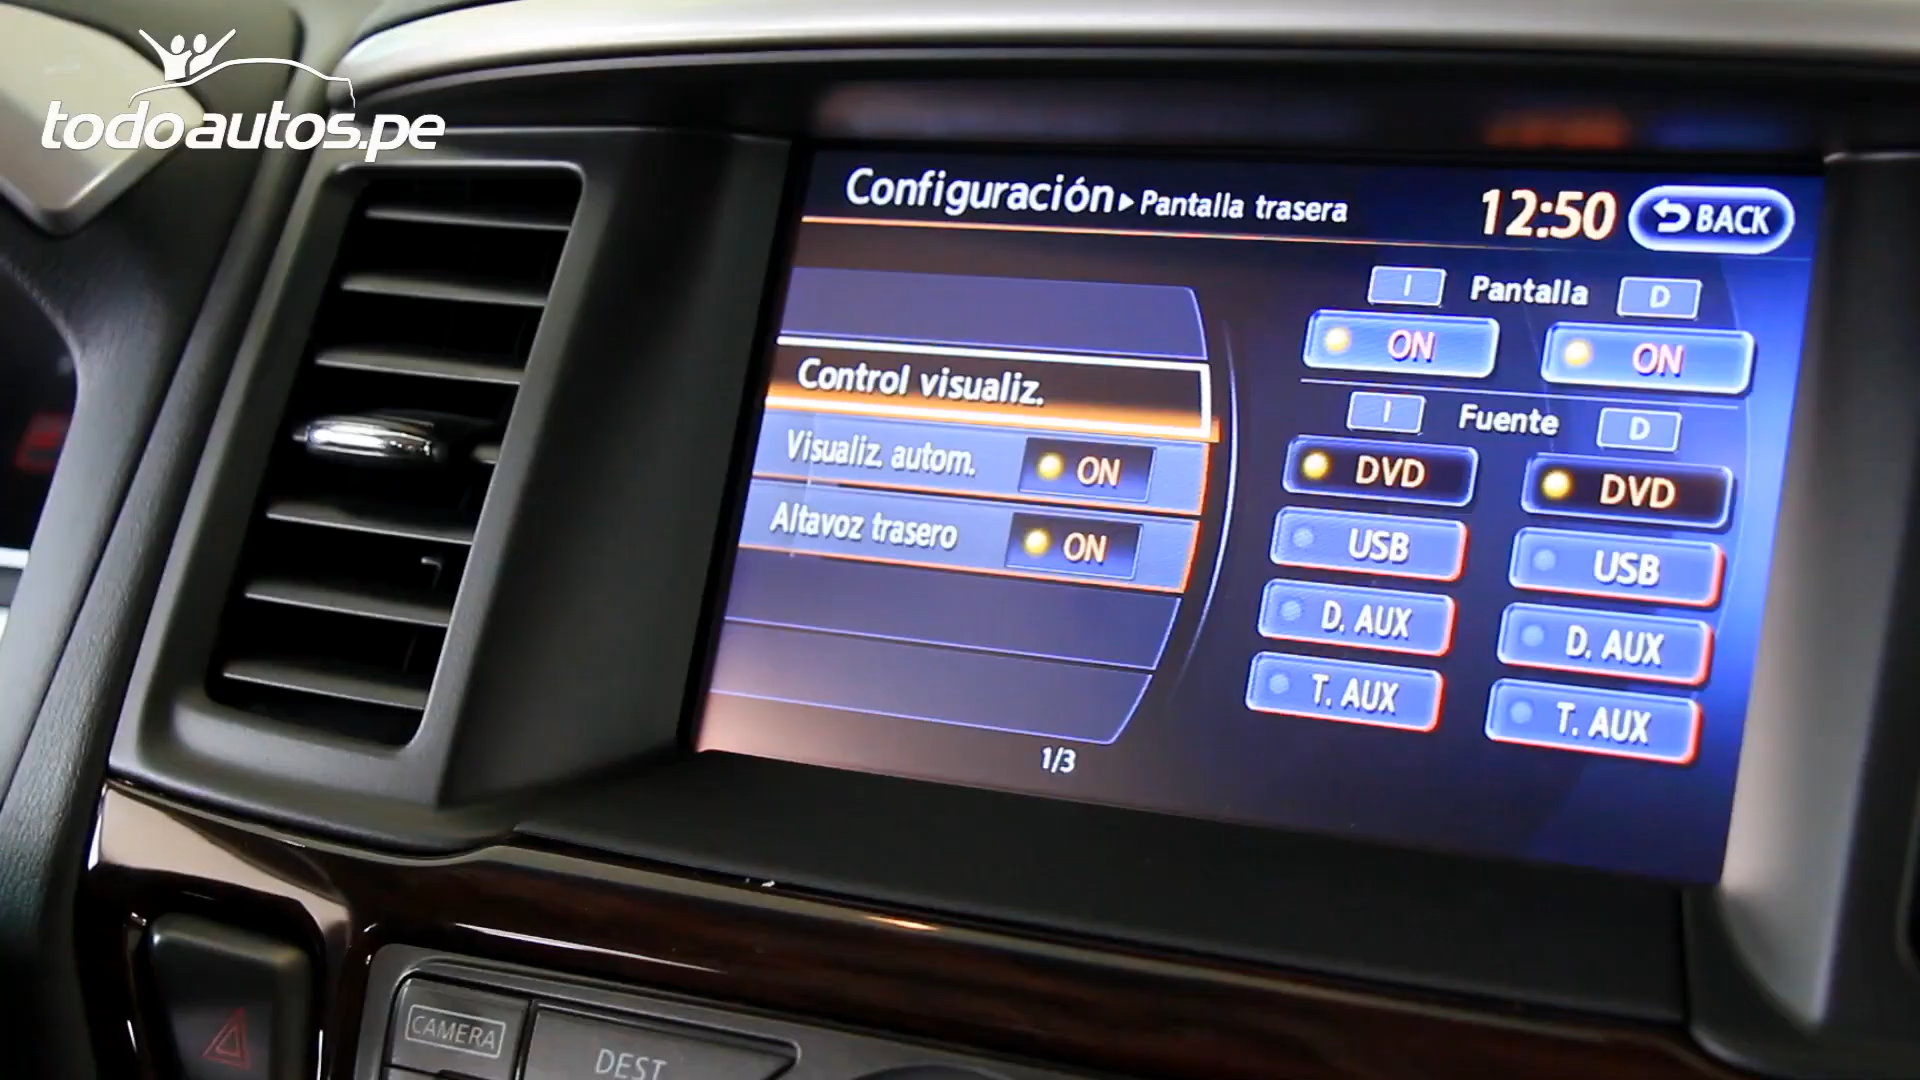 todoautos.pe
Configuración ▸ Pantalla trasera 12:50 BACK
I Pantalla D
ON ON
Control visualiz.
I Fuente D
Visualiz. autom. ON
DVD DVD
Altavoz trasero ON
USB USB
D. AUX D. AUX
T. AUX T. AUX
1/3
CAMERA
DEST